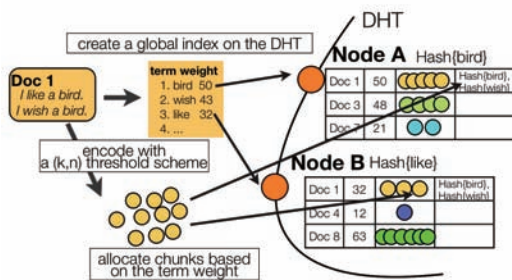 DHT
create a global index on the DHT
Node A Hash{bird}
Doc 1
I like a bird.
I wish a bird.
term weight
1. bird 50
2. wish 43
3. like 32
4. ...
Doc 1 50 Hash{bird},
Hash{wish}
Doc 3 48
Doc 7 21
encode with
a (k,n) threshold scheme
Node B Hash{like}
Doc 1 32 Hash{bird},
Hash{wish}
Doc 4 12
Doc 8 63
allocate chunks based
on the term weight